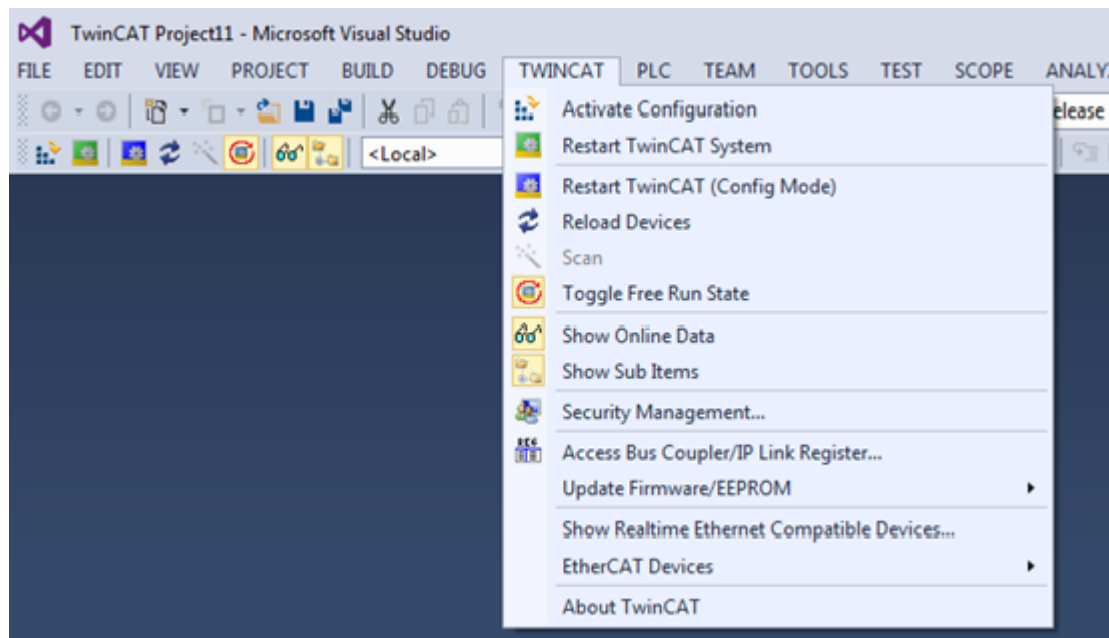 TwinCAT Project11 - Microsoft Visual Studio
FILE EDIT VIEW PROJECT BUILD DEBUG TWINCAT PLC TEAM TOOLS TEST SCOPE ANALY
elease
<Local>
Activate Configuration
Restart TwinCAT System
Restart TwinCAT (Config Mode)
Reload Devices
Scan
Toggle Free Run State
Show Online Data
Show Sub Items
Security Management...
REG
Access Bus Coupler/IP Link Register...
Update Firmware/EEPROM
Show Realtime Ethernet Compatible Devices...
EtherCAT Devices
About TwinCAT